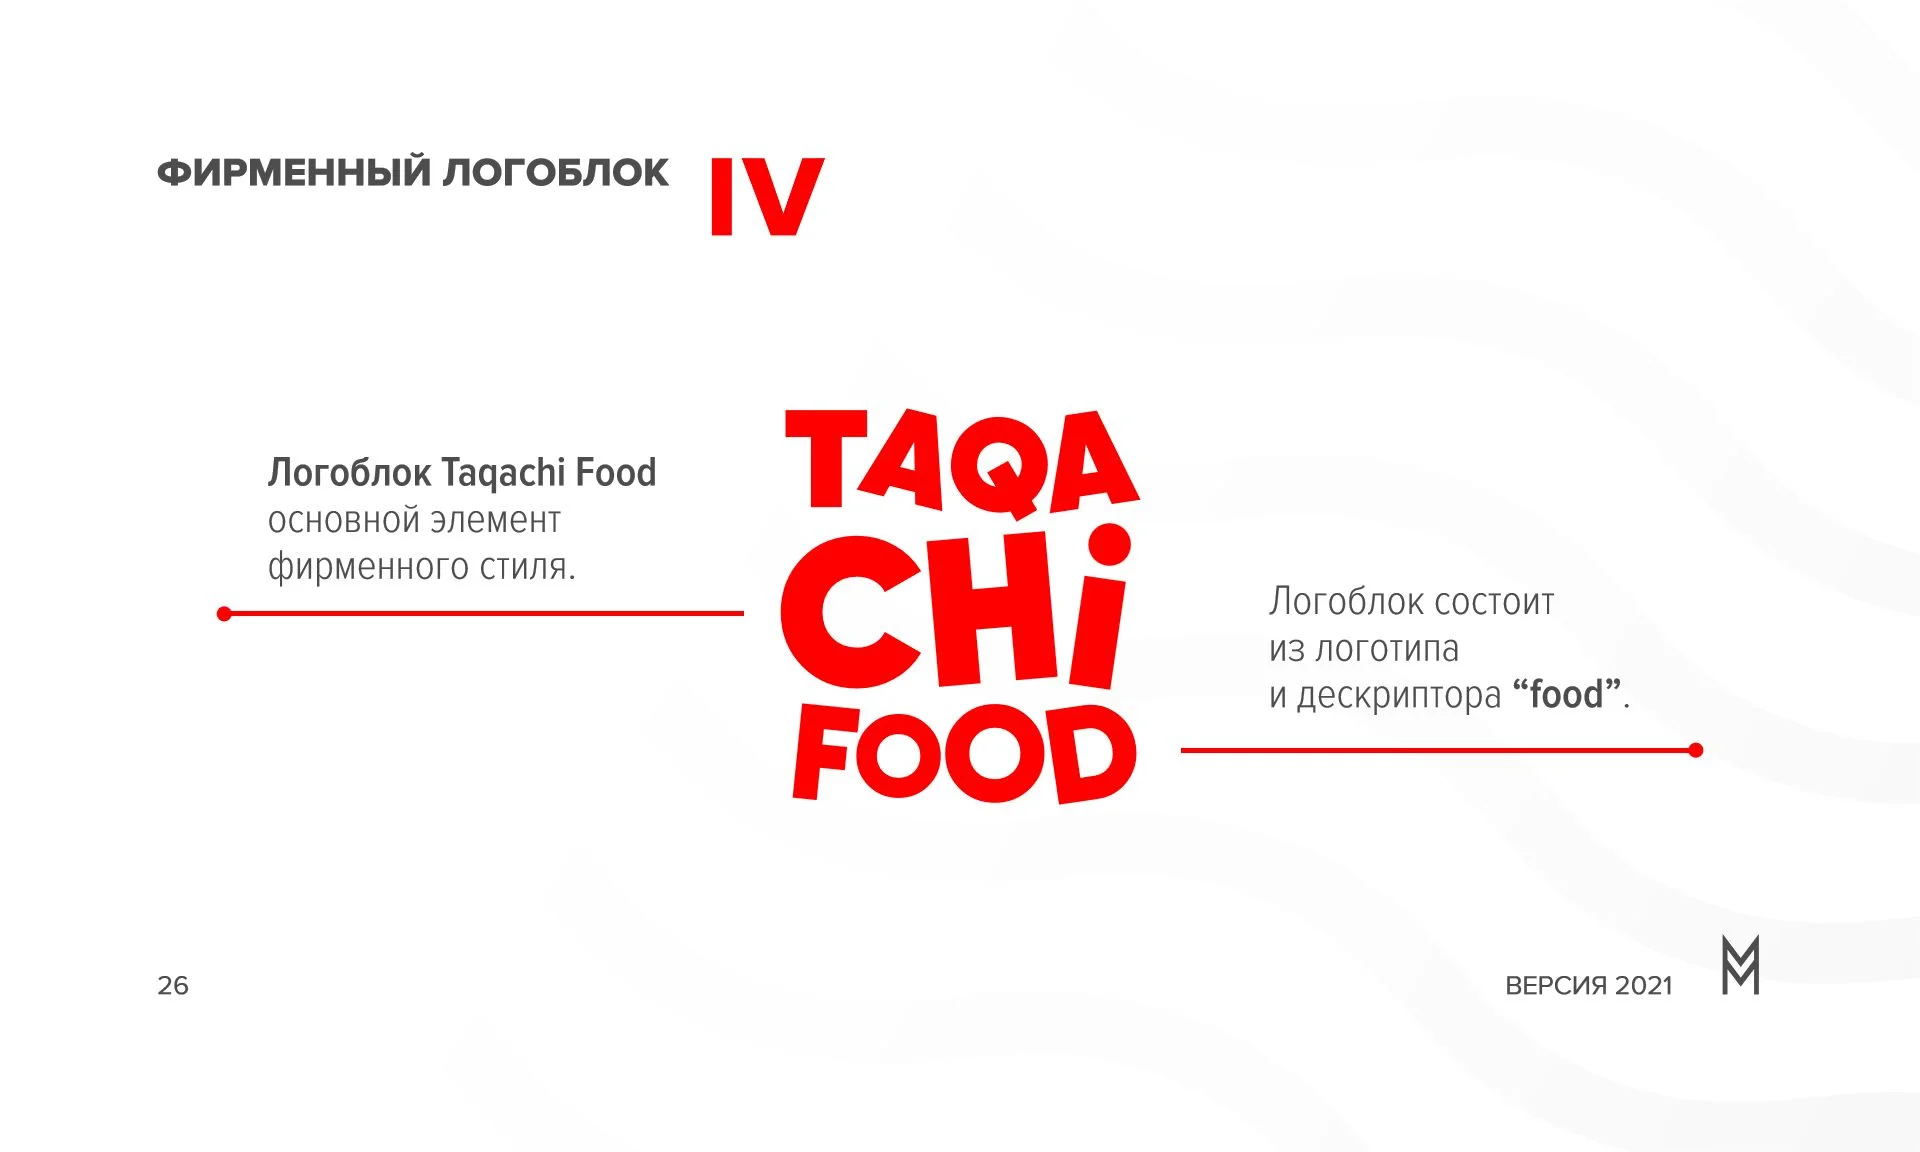 ФИРМЕННЫЙ ЛОГОБЛОК IV
Логоблок Taqachi Food
основной элемент
фирменного стиля.
TAQA
CHi
FOOD
Логоблок состоит
из логотипа
и дескриптора “food”.
26
ВЕРСИЯ 2021